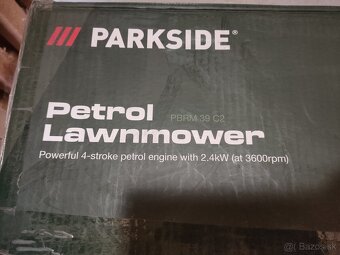 PARKSIDE®
Petrol PBRM 39 C2
Lawnmower
Powerful 4-stroke petrol engine with 2.4kW (at 3600rpm)
Bazos.sk